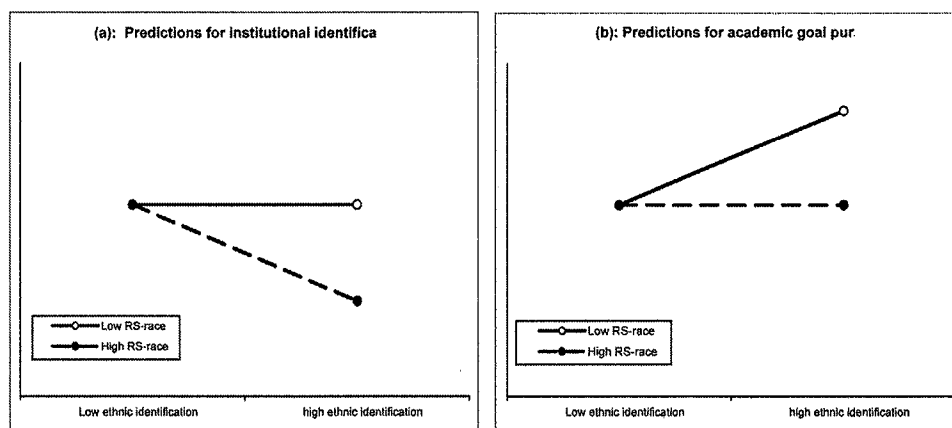 (a): Predictions for institutional identifica
Low RS-race
High RS-race
Low ethnic identification
high ethnic identification
(b): Predictions for academic goal pur
Low RS-race
High RS-race
Low ethnic identification
high ethnic identification